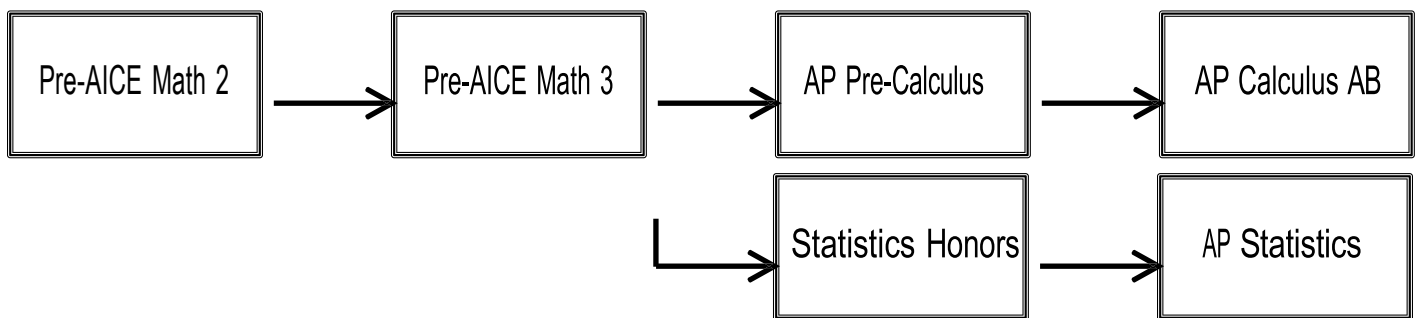 Pre-AICE Math 2
Pre-AICE Math 3
AP Pre-Calculus
AP Calculus AB
Statistics Honors
AP Statistics